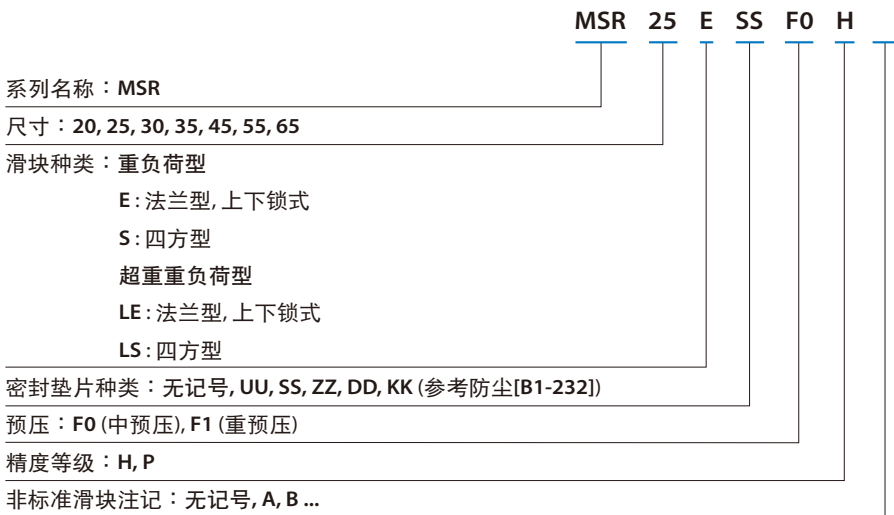 MSR 25 E SS F0 H
系列名称：MSR
尺寸：20, 25, 30, 35, 45, 55, 65
滑块种类：重负荷型
E : 法兰型, 上下锁式
S : 四方型
超重重负荷型
LE : 法兰型, 上下锁式
LS : 四方型
密封垫片种类：无记号, UU, SS, ZZ, DD, KK (参考防尘[B1-232])
预压：F0 (中预压), F1 (重预压)
精度等级：H, P
非标准滑块注记：无记号, A, B ...